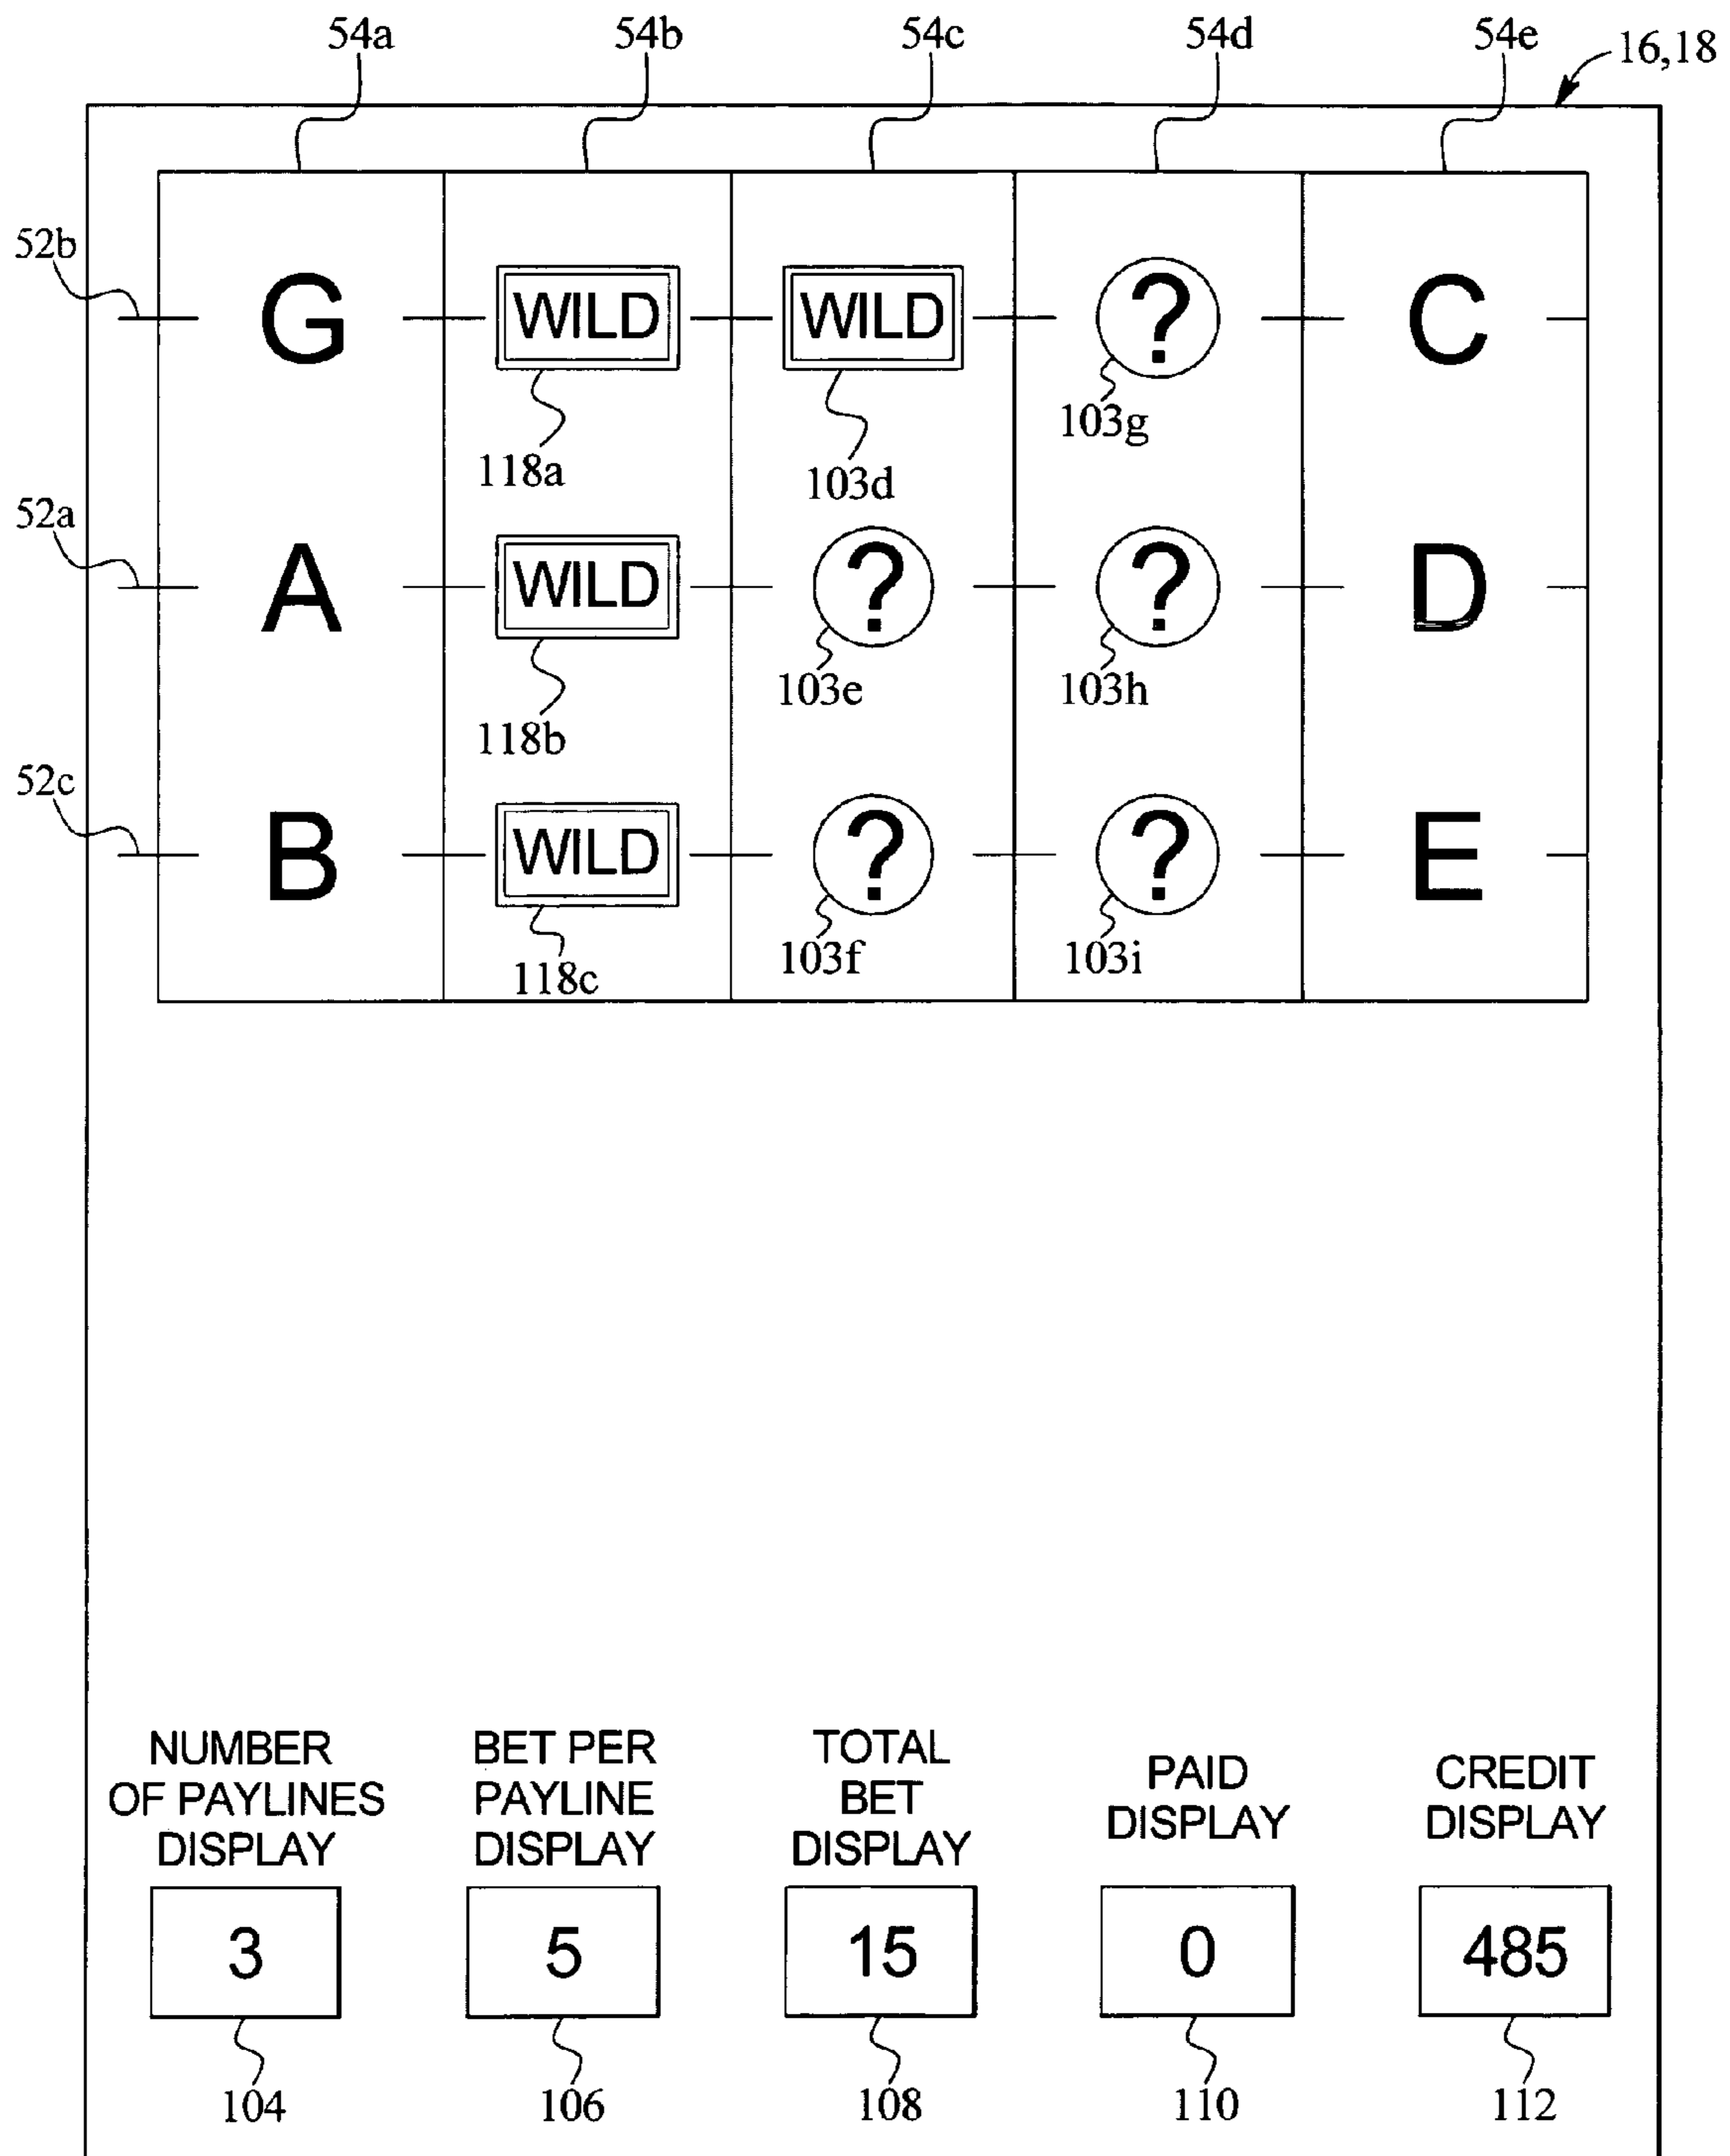 54a 54b 54c 54d 54e 16,18
52b G WILD WILD ? C
118a 103d 103g
52a A WILD ? ? D
118b 103e 103h
52c B WILD ? ? E
118c 103f 103i
NUMBER OF PAYLINES DISPLAY
BET PER PAYLINE DISPLAY
TOTAL BET DISPLAY
PAID DISPLAY
CREDIT DISPLAY
3 5 15 0 485
104 106 108 110 112